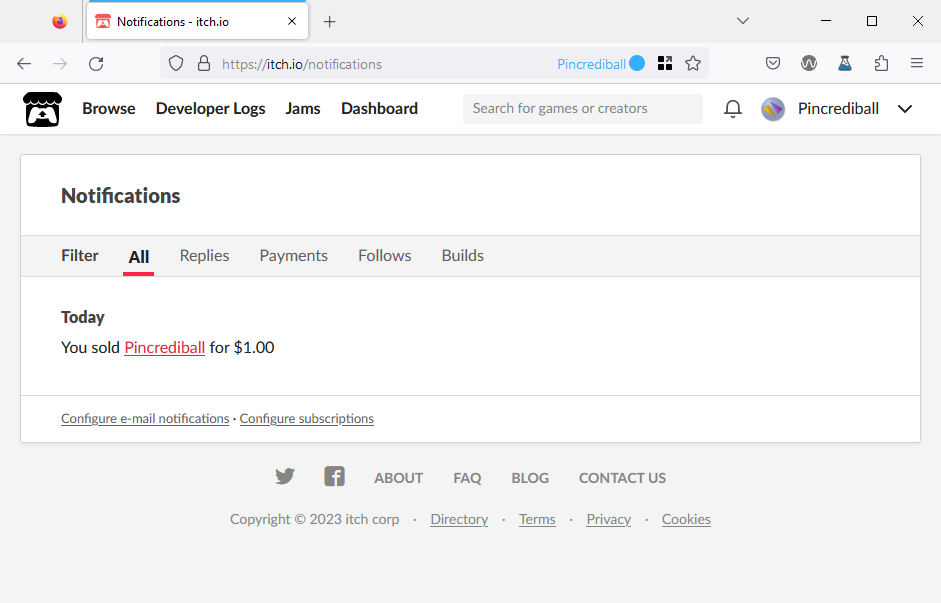 Notifications - itch.io
https://itch.io/notifications Pincrediball
Browse Developer Logs Jams Dashboard Search for games or creators Pincrediball
Notifications
Filter All Replies Payments Follows Builds
Today
You sold Pincrediball for $1.00
Configure e-mail notifications · Configure subscriptions
ABOUT FAQ BLOG CONTACT US
Copyright © 2023 itch corp · Directory · Terms · Privacy · Cookies